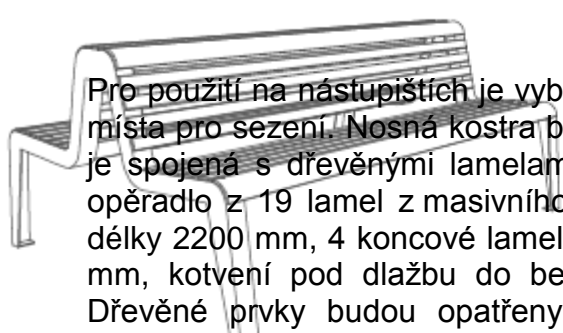 Pro použití na nástupištích je vyb
místa pro sezení. Nosná kostra b
je spojená s dřevěnými lamelam
opěradlo z 19 lamel z masivního
délky 2200 mm, 4 koncové lamel
mm, kotvení pod dlažbu do be
Dřevěné prvky budou opatřeny